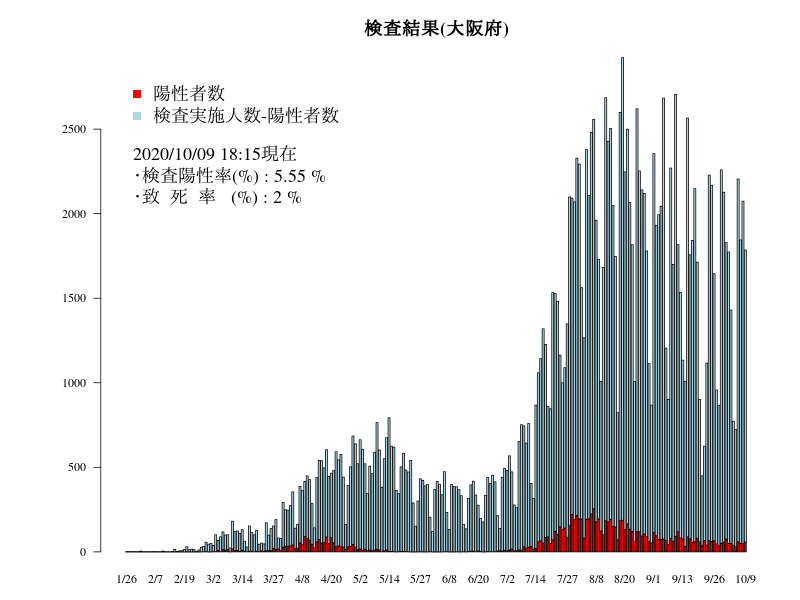 検査結果(大阪府)
陽性者数
検査実施人数-陽性者数
2020/10/09 18:15現在
・検査陽性率(%) : 5.55 %
・致 死 率 (%) : 2 %
2500
2000
1500
1000
500
0
1/26 2/7 2/19 3/2 3/14 3/27 4/8 4/20 5/2 5/14 5/27 6/8 6/20 7/2 7/14 7/27 8/8 8/20 9/1 9/13 9/26 10/9